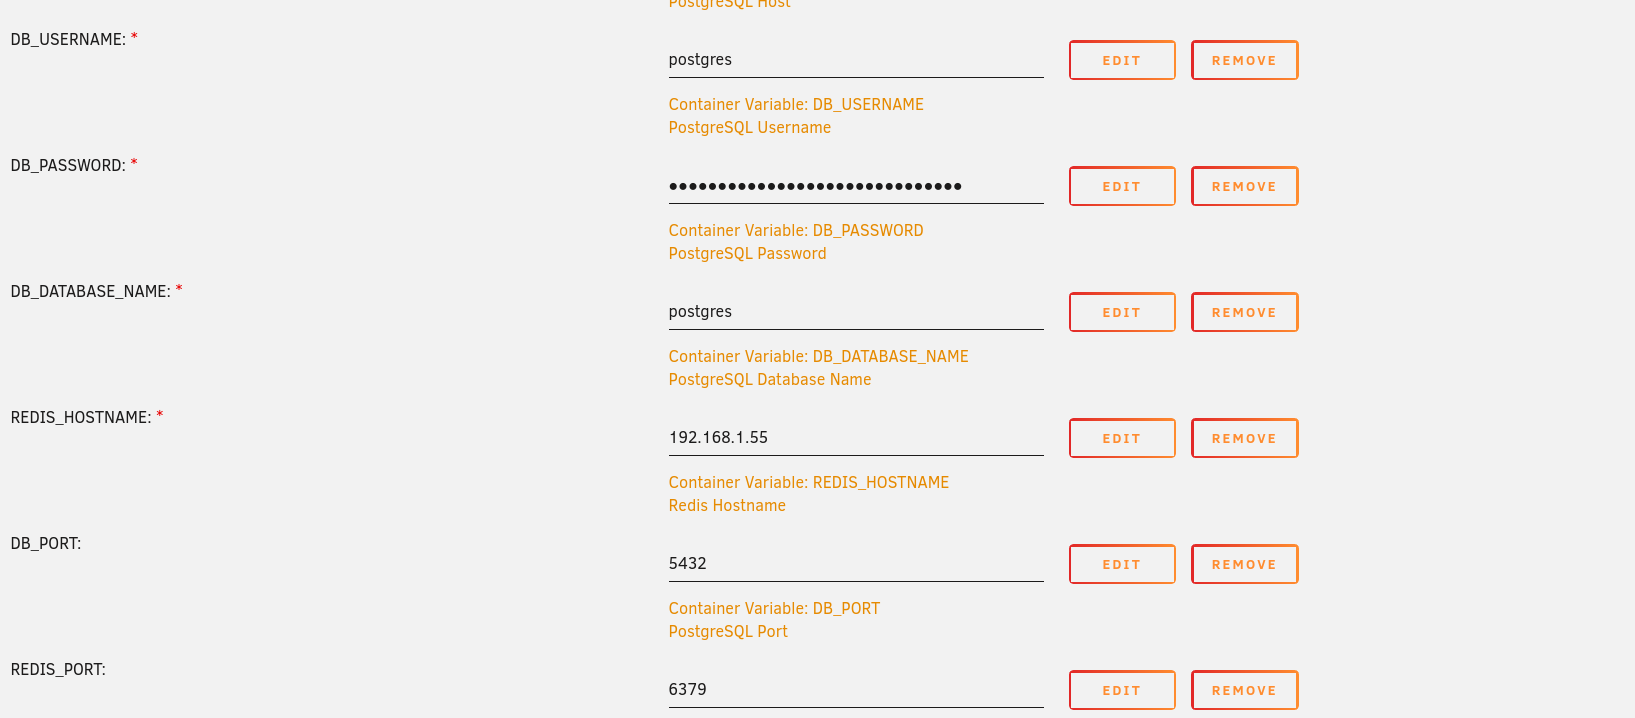 PostgreSQL Host
DB_USERNAME: *
postgres
EDIT
REMOVE
Container Variable: DB_USERNAME
PostgreSQL Username
DB_PASSWORD: *
••••••••••••••••••••••••••••••
EDIT
REMOVE
Container Variable: DB_PASSWORD
PostgreSQL Password
DB_DATABASE_NAME: *
postgres
EDIT
REMOVE
Container Variable: DB_DATABASE_NAME
PostgreSQL Database Name
REDIS_HOSTNAME: *
192.168.1.55
EDIT
REMOVE
Container Variable: REDIS_HOSTNAME
Redis Hostname
DB_PORT:
5432
EDIT
REMOVE
Container Variable: DB_PORT
PostgreSQL Port
REDIS_PORT:
6379
EDIT
REMOVE